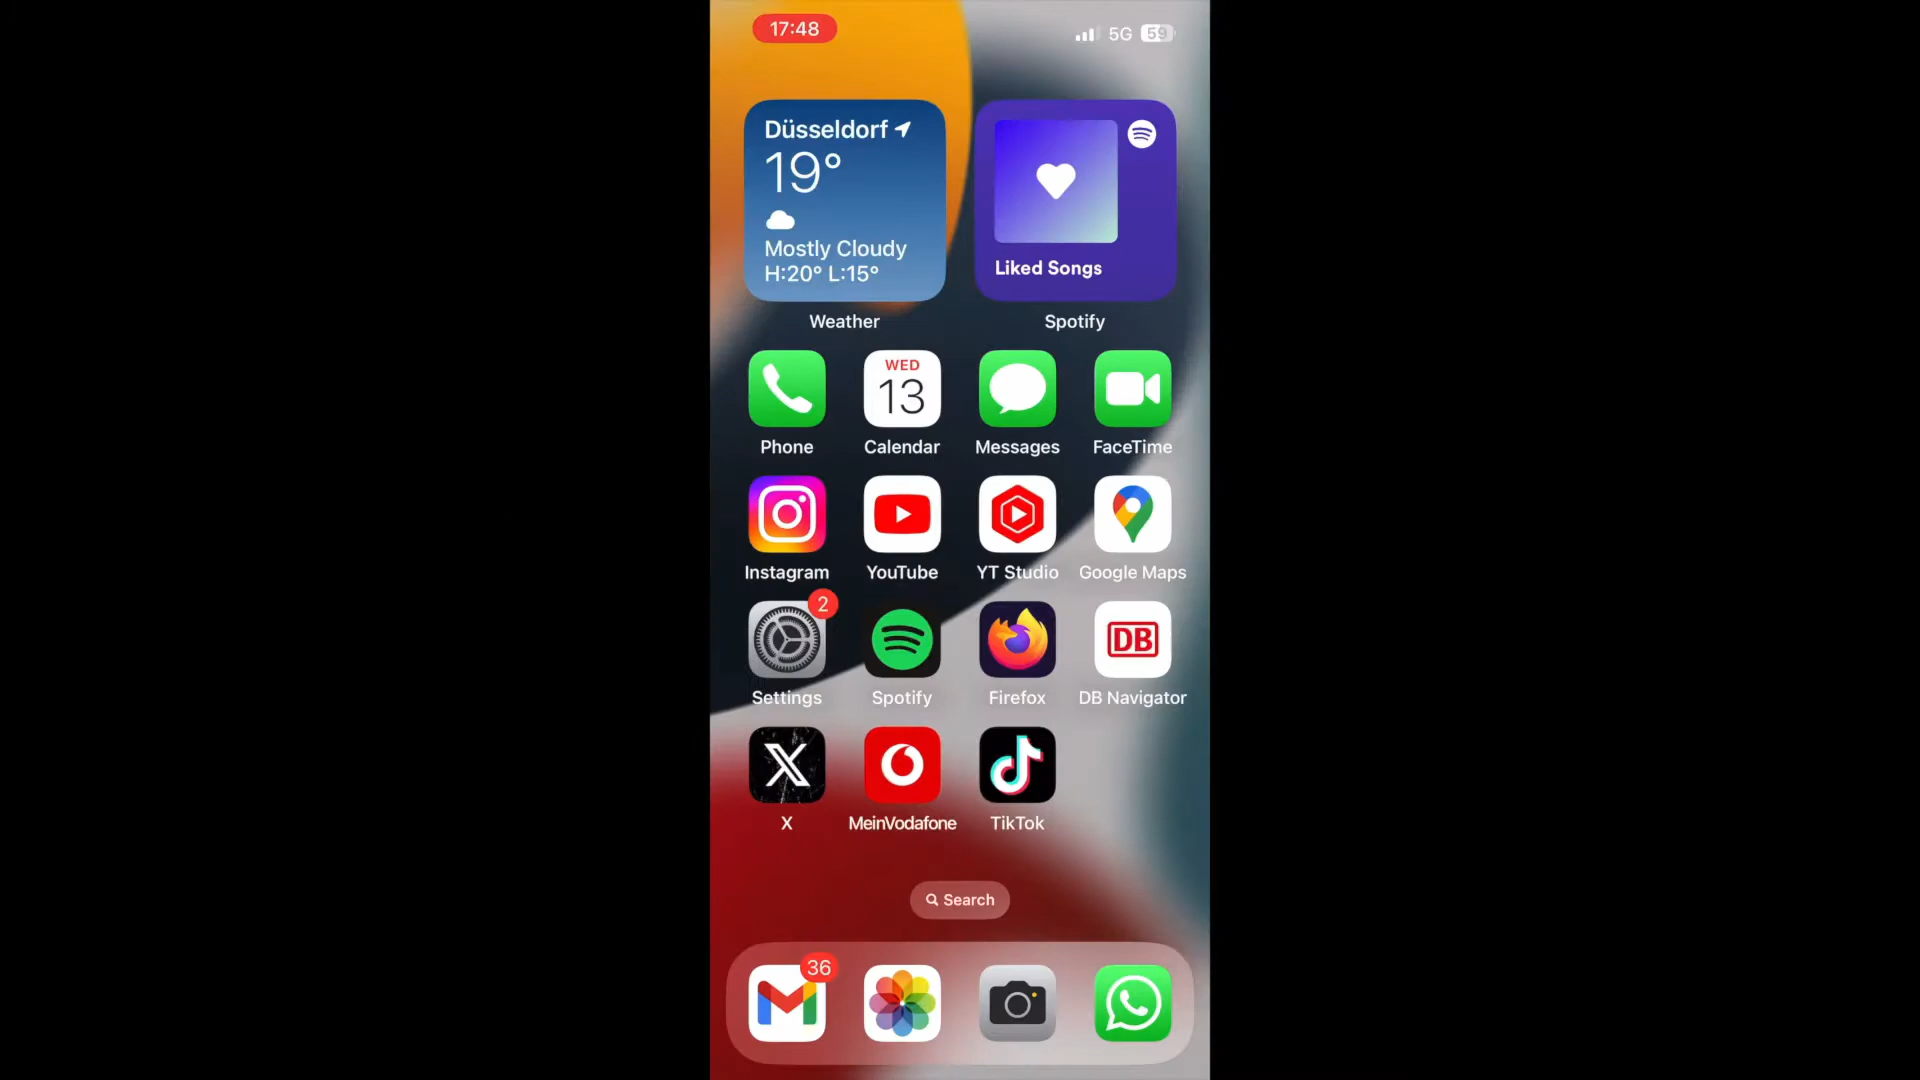 17:48
5G 59
Düsseldorf
19°
Mostly Cloudy
H:20° L:15°
Liked Songs
Weather
Spotify
WED
13
Phone
Calendar
Messages
FaceTime
Instagram
YouTube
YT Studio
Google Maps
2
DB
Settings
Spotify
Firefox
DB Navigator
X
MeinVodafone
TikTok
Search
36